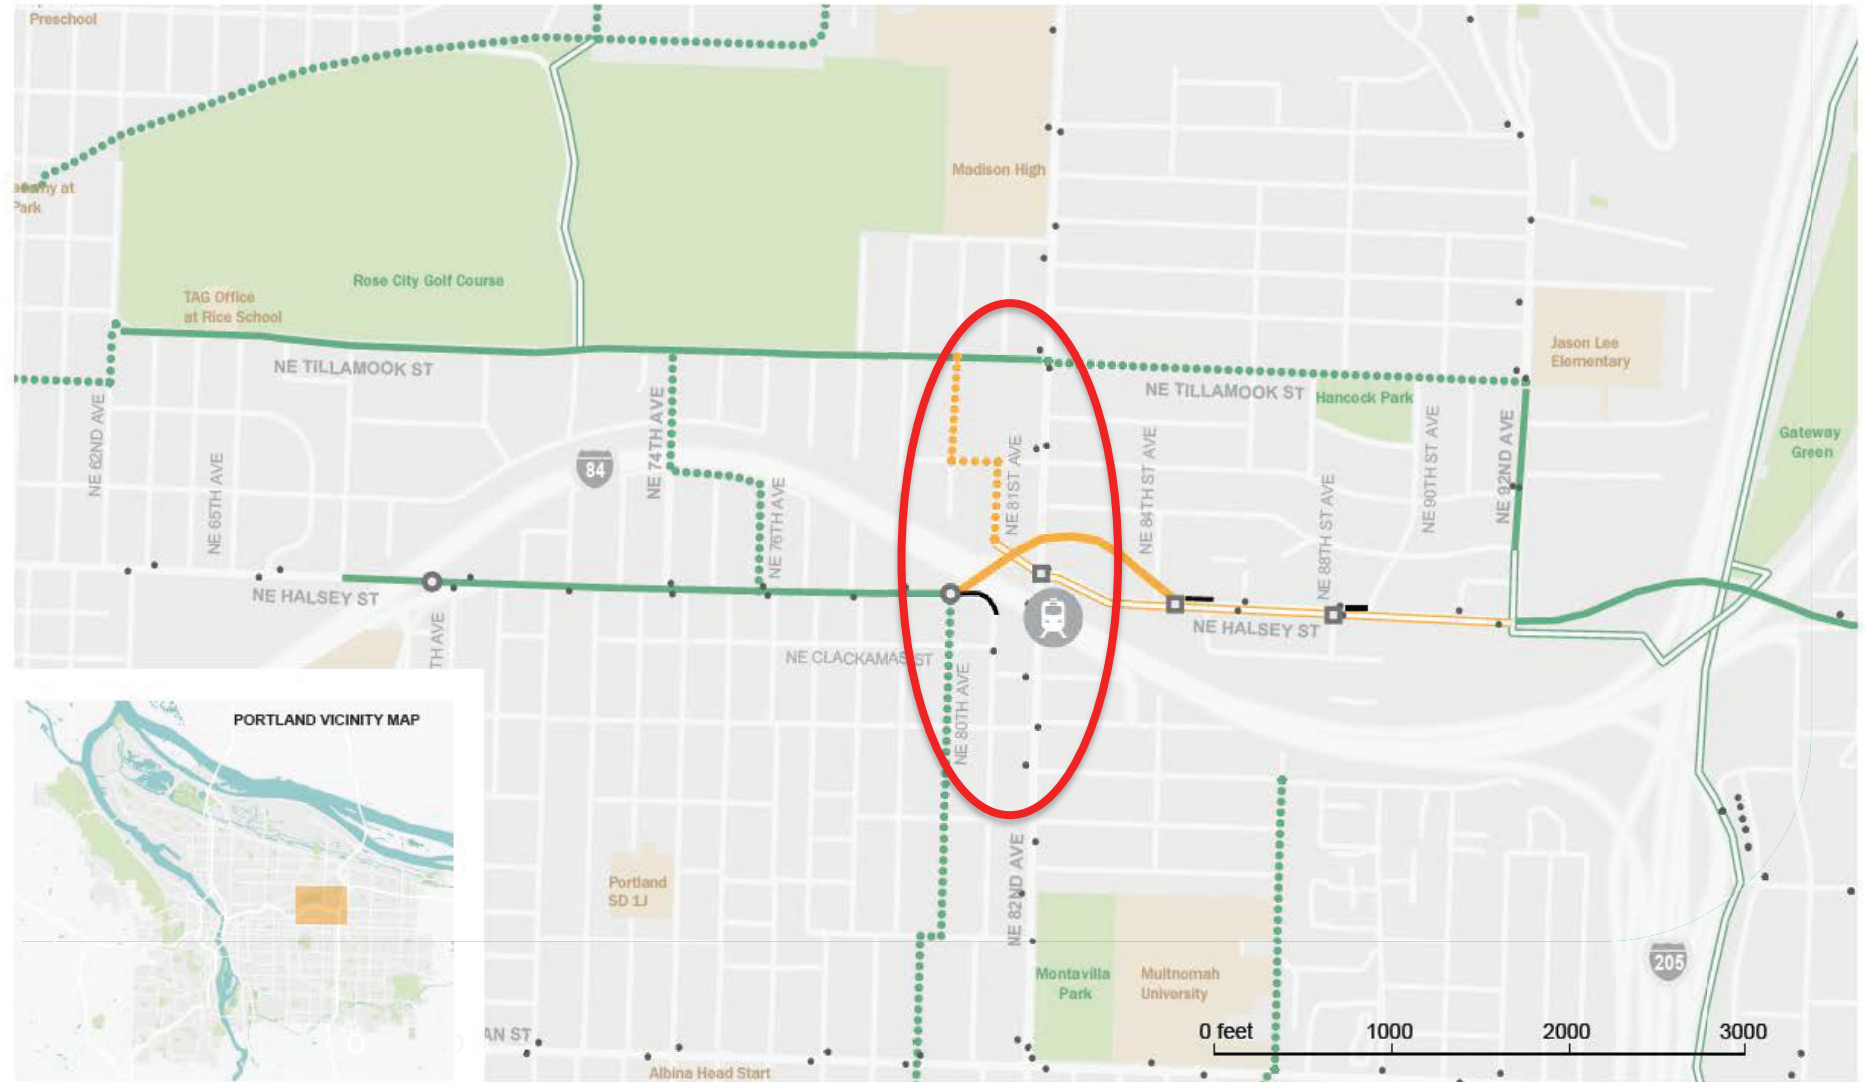 Preschool
Madison High
Park
Rose City Golf Course
TAG Office
at Rice School
NE TILLAMOOK ST
NE TILLAMOOK ST
Hancock Park
Jason Lee
Elementary
Gateway
Green
NE 62ND AVE
NE 65TH AVE
84
NE 74TH AVE
NE 76TH AVE
NE 81ST AVE
NE 84TH ST AVE
NE 88TH ST AVE
NE 90TH ST AVE
NE 92ND AVE
NE HALSEY ST
NE HALSEY ST
TH AVE
NE CLACKAMAS ST
NE 80TH AVE
NE 82ND AVE
PORTLAND VICINITY MAP
Portland
SD 1J
Montavilla
Park
Multnomah
University
205
0 feet 1000 2000 3000
AN ST
Albina Head Start